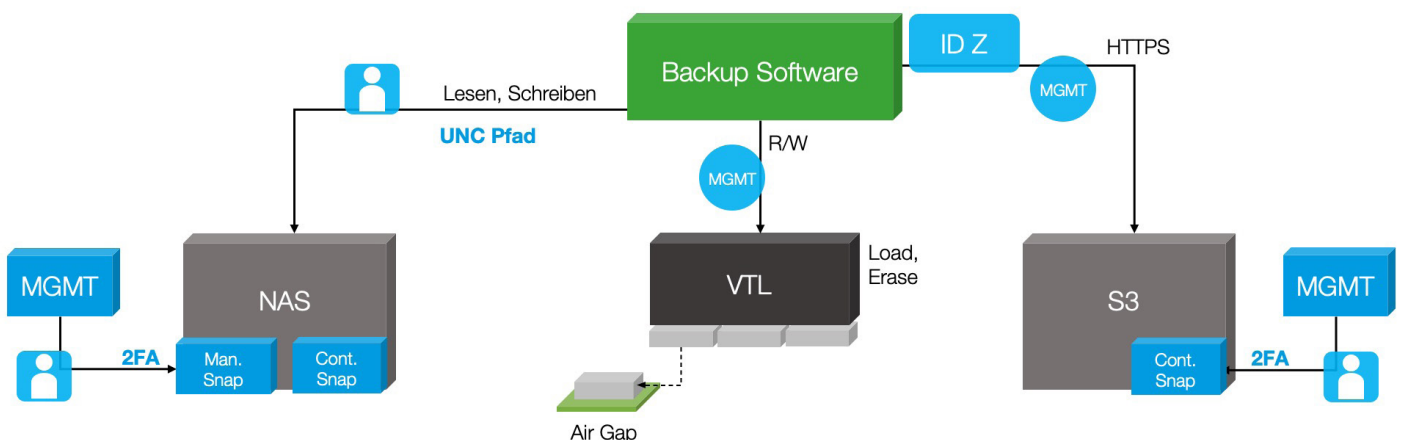 Backup Software
ID Z
HTTPS
MGMT
Lesen, Schreiben
UNC Pfad
R/W
MGMT
MGMT
NAS
2FA
Man.
Snap
Cont.
Snap
VTL
Load,
Erase
Air Gap
S3
Cont.
Snap
MGMT
2FA